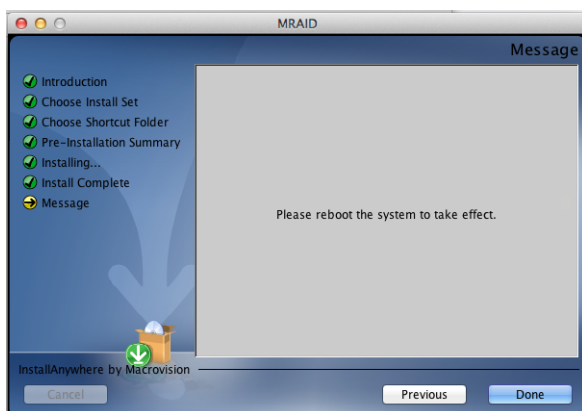 MRAID
Message
Introduction
Choose Install Set
Choose Shortcut Folder
Pre-Installation Summary
Installing...
Install Complete
Message
Please reboot the system to take effect.
InstallAnywhere by Macrovision
Cancel
Previous
Done